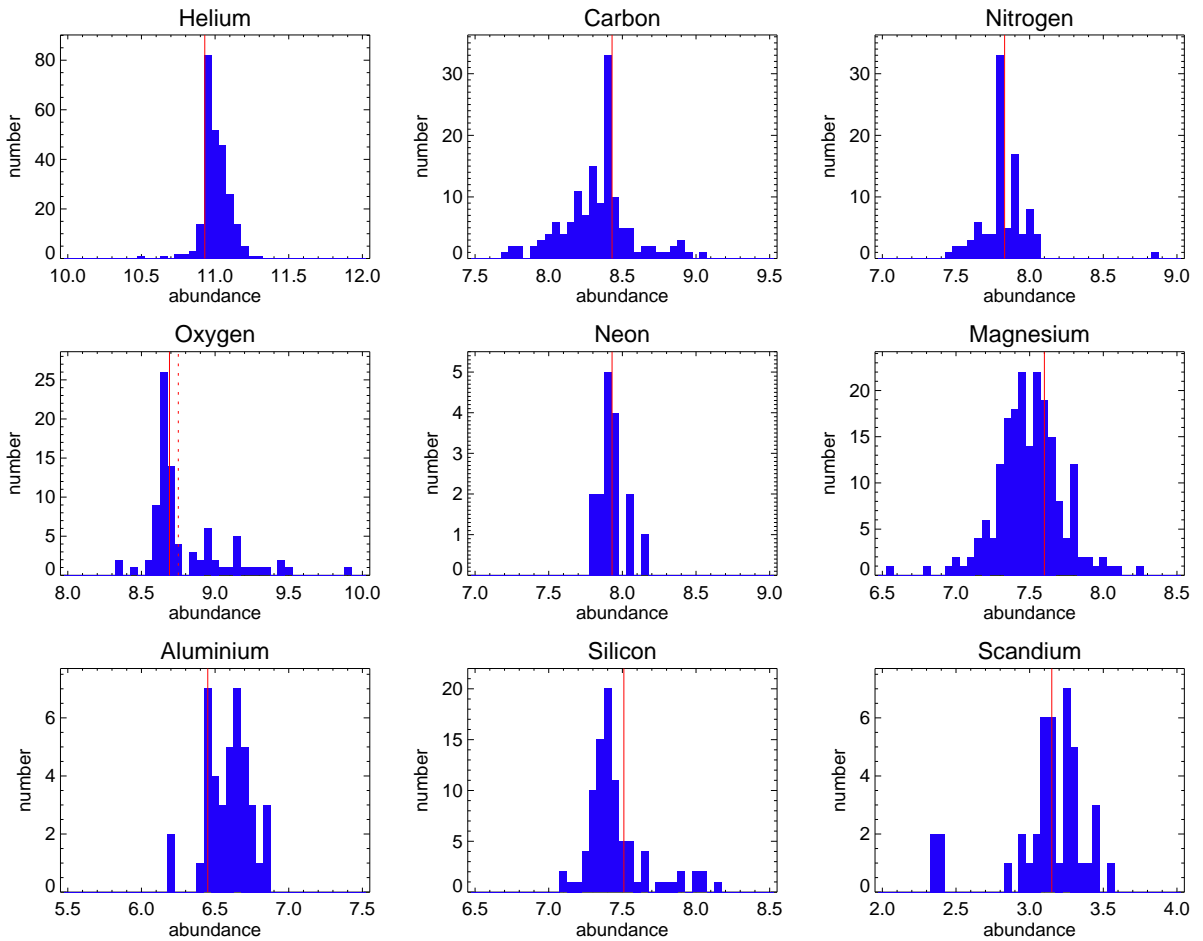 Helium
Carbon
Nitrogen
number
80
60
40
20
0
10.0 10.5 11.0 11.5 12.0
abundance
number
30
20
10
0
7.5 8.0 8.5 9.0 9.5
abundance
number
30
20
10
0
7.0 7.5 8.0 8.5 9.0
abundance
Oxygen
Neon
Magnesium
number
25
20
15
10
5
0
8.0 8.5 9.0 9.5 10.0
abundance
number
5
4
3
2
1
0
7.0 7.5 8.0 8.5 9.0
abundance
number
20
15
10
5
0
6.5 7.0 7.5 8.0 8.5
abundance
Aluminium
Silicon
Scandium
number
6
4
2
0
5.5 6.0 6.5 7.0 7.5
abundance
number
20
15
10
5
0
6.5 7.0 7.5 8.0 8.5
abundance
number
6
4
2
0
2.0 2.5 3.0 3.5 4.0
abundance